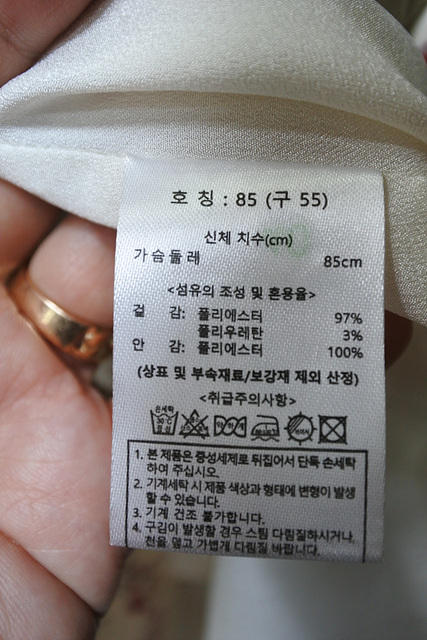 호 칭 : 85 (구 55)
신체 치수(cm)
가슴둘레 85cm
<섬유의 조성 및 혼용율>
겉 감: 폴리에스터 97%
폴리우레탄 3%
안 감: 폴리에스터 100%
(상표 및 부속재료/보강재 제외 산정)
<취급주의사항>
손세탁
30℃
중성
1. 본 제품은 중성세제로 뒤집어서 단독 손세탁
하여 주십시오.
2. 기계세탁 시 제품 색상과 형태에 변형이 발생
할 수 있습니다.
3. 기계 건조 불가합니다.
4. 구김이 발생할 경우 스팀 다림질하시거나,
천을 덮고 가볍게 다림질 바랍니다.